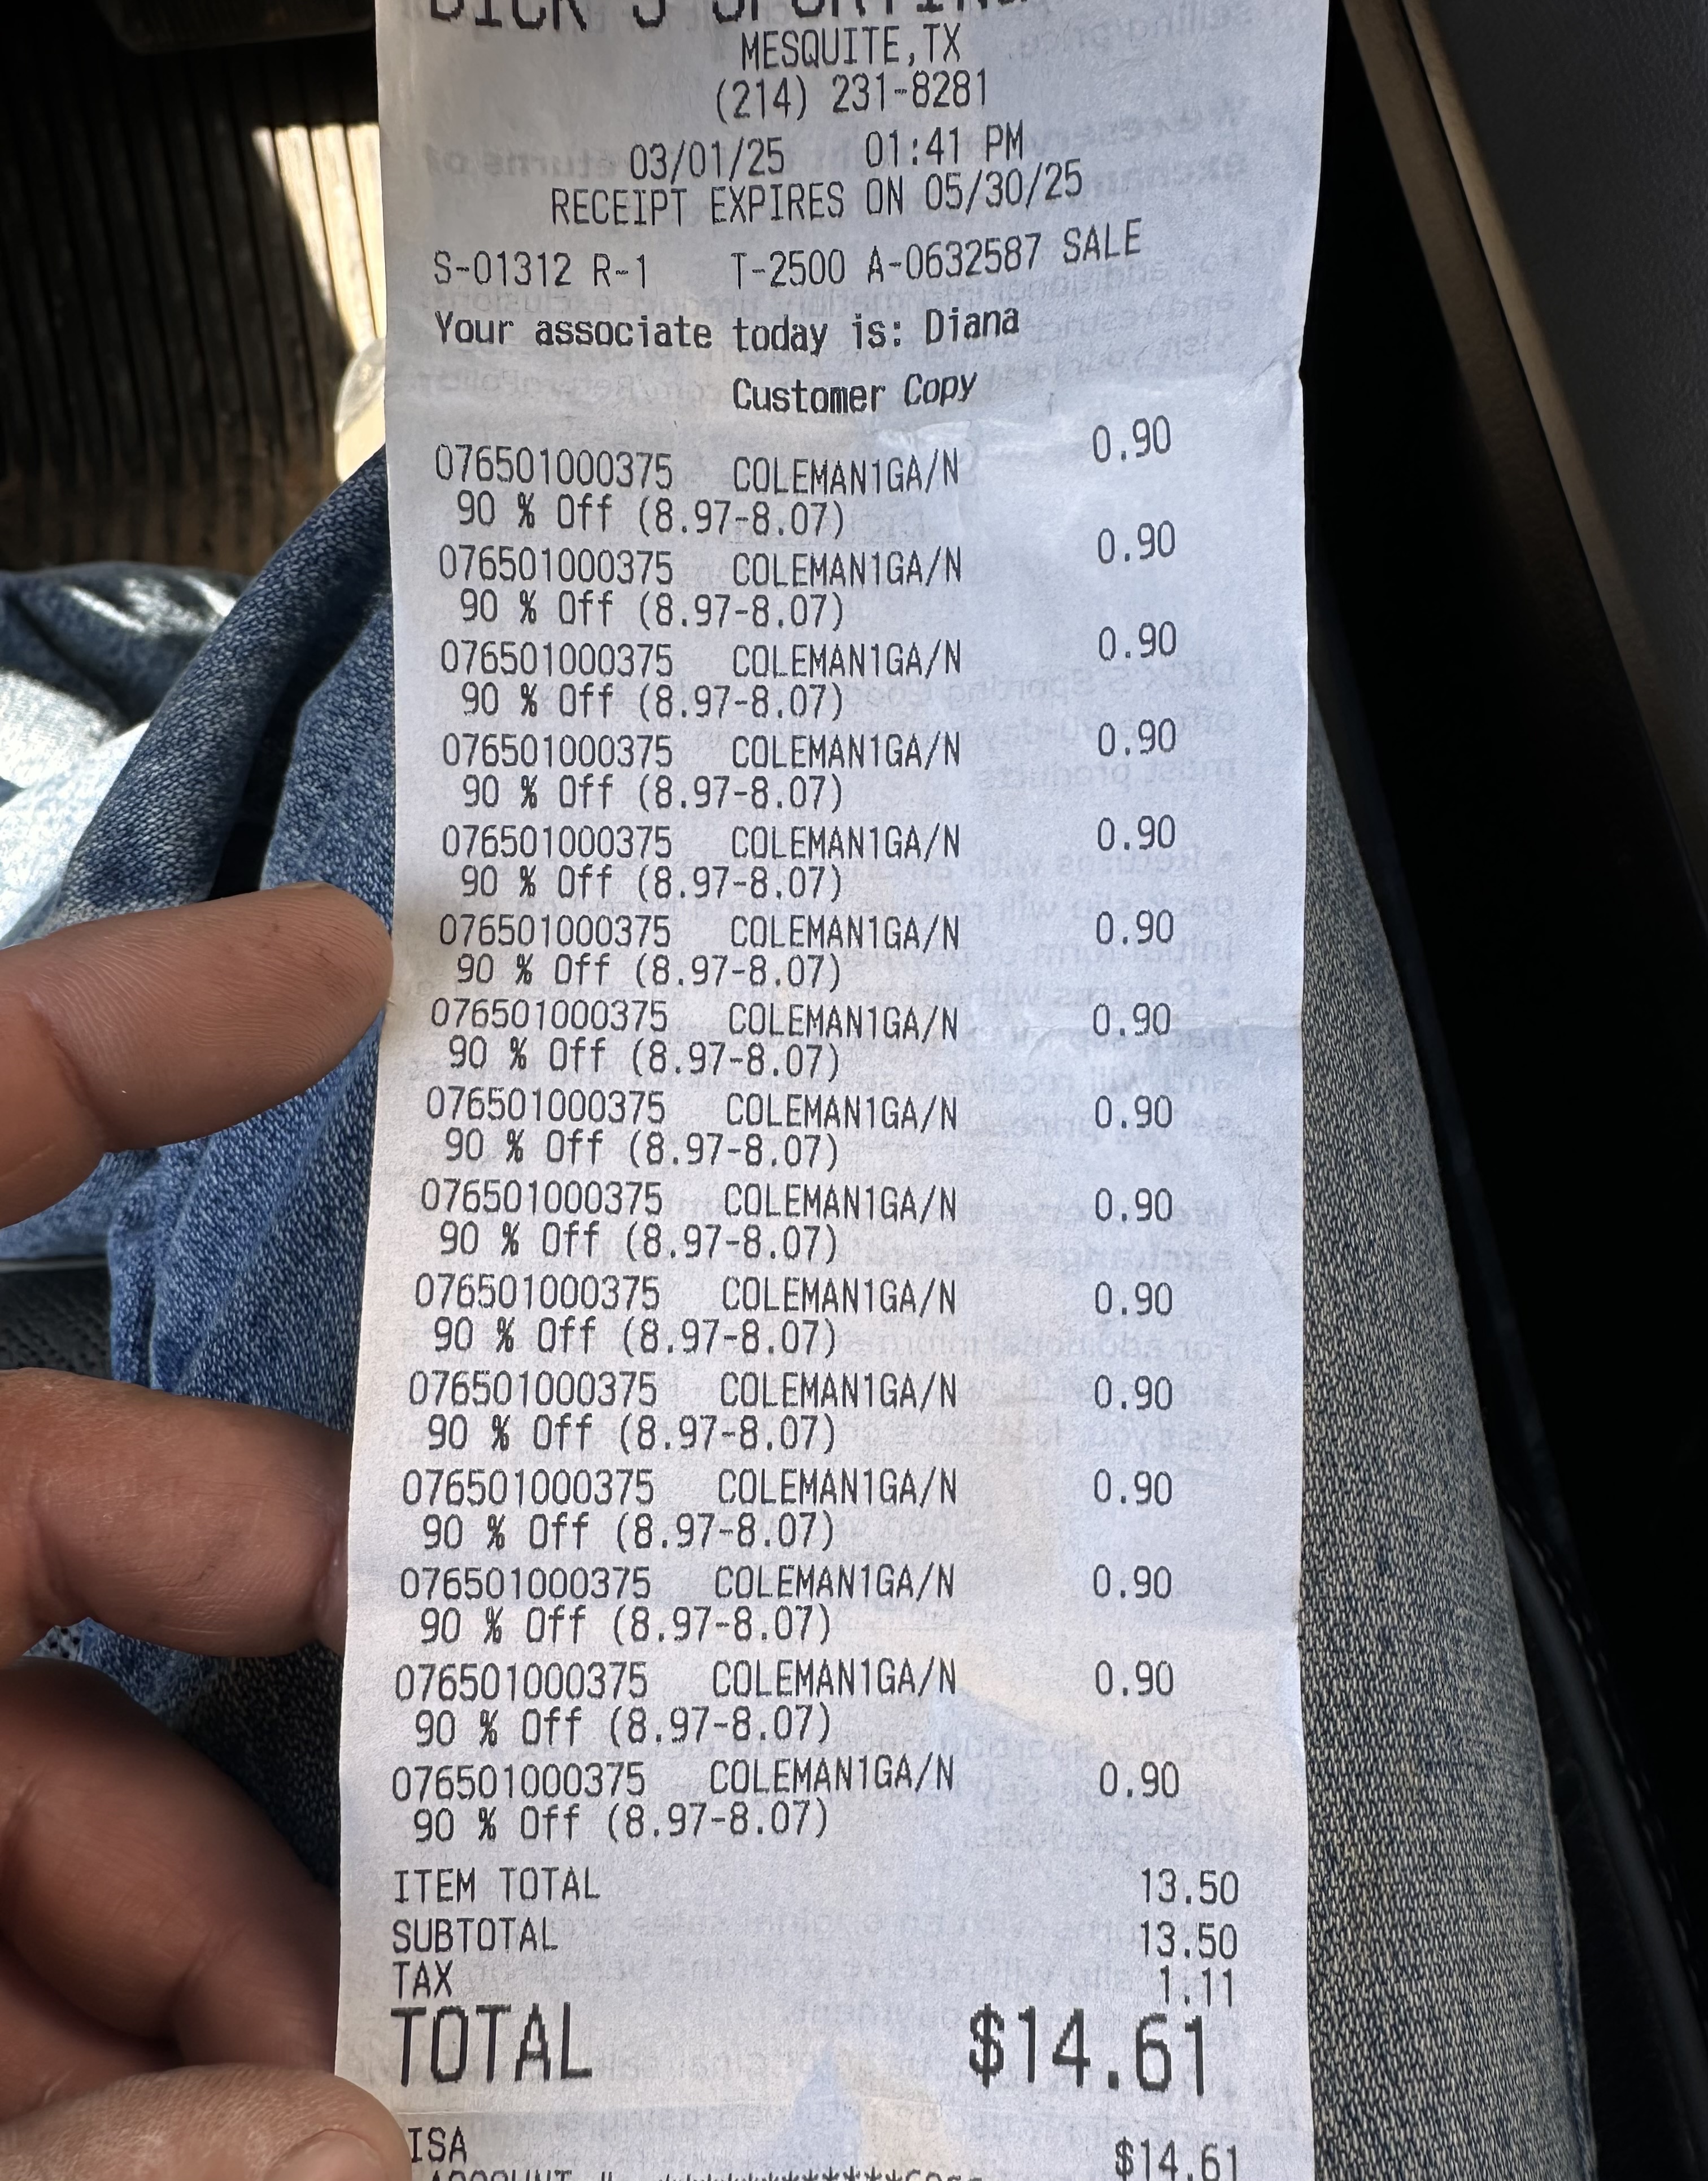 DICK'S SPORTING
MESQUITE,TX
(214) 231-8281
03/01/25 01:41 PM
RECEIPT EXPIRES ON 05/30/25
S-01312 R-1 T-2500 A-0632587 SALE
Your associate today is: Diana
Customer Copy
076501000375 COLEMAN1GA/N 0.90
90 % Off (8.97-8.07)
076501000375 COLEMAN1GA/N 0.90
90 % Off (8.97-8.07)
076501000375 COLEMAN1GA/N 0.90
90 % Off (8.97-8.07)
076501000375 COLEMAN1GA/N 0.90
90 % Off (8.97-8.07)
076501000375 COLEMAN1GA/N 0.90
90 % Off (8.97-8.07)
076501000375 COLEMAN1GA/N 0.90
90 % Off (8.97-8.07)
076501000375 COLEMAN1GA/N 0.90
90 % Off (8.97-8.07)
076501000375 COLEMAN1GA/N 0.90
90 % Off (8.97-8.07)
076501000375 COLEMAN1GA/N 0.90
90 % Off (8.97-8.07)
076501000375 COLEMAN1GA/N 0.90
90 % Off (8.97-8.07)
076501000375 COLEMAN1GA/N 0.90
90 % Off (8.97-8.07)
076501000375 COLEMAN1GA/N 0.90
90 % Off (8.97-8.07)
076501000375 COLEMAN1GA/N 0.90
90 % Off (8.97-8.07)
076501000375 COLEMAN1GA/N 0.90
90 % Off (8.97-8.07)
076501000375 COLEMAN1GA/N 0.90
90 % Off (8.97-8.07)
ITEM TOTAL 13.50
SUBTOTAL 13.50
TAX 1.11
TOTAL $14.61
ISA $14.61